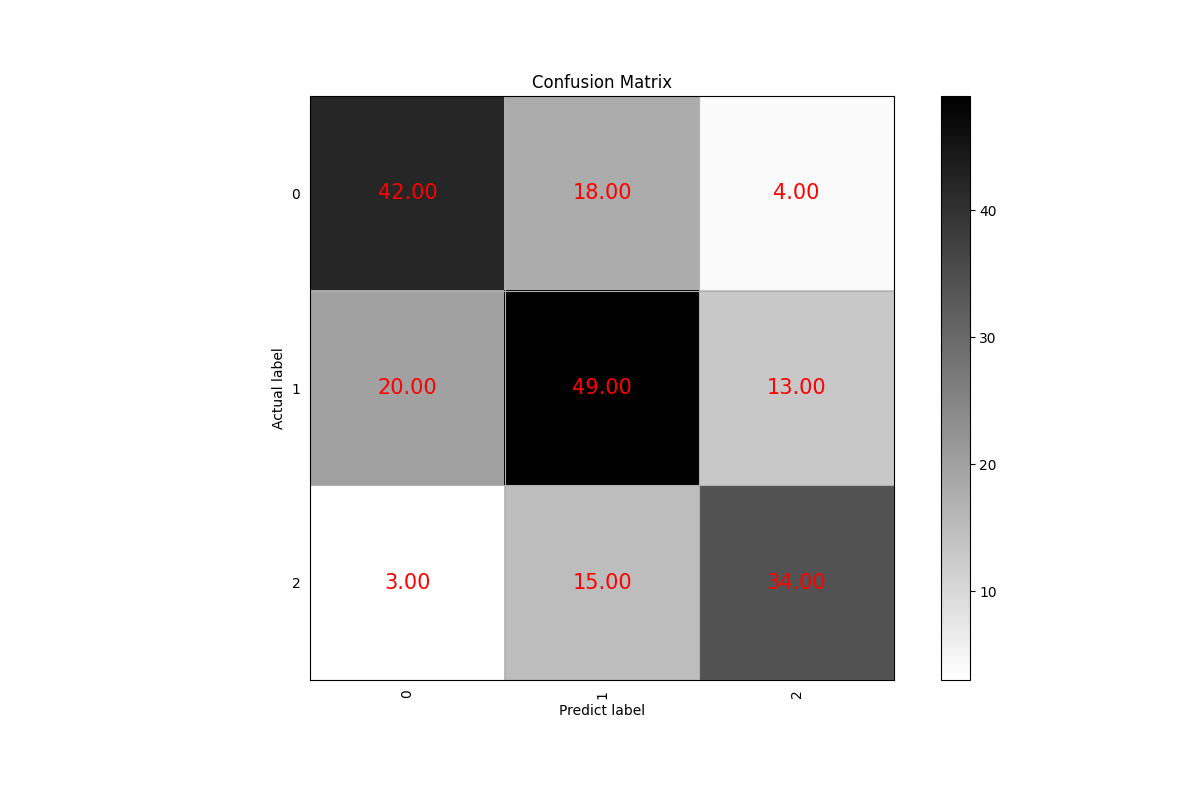 Confusion Matrix
0 42.00 18.00 4.00
Actual label
1 20.00 49.00 13.00
2 3.00 15.00 34.00
0 1 2
Predict label
40
30
20
10